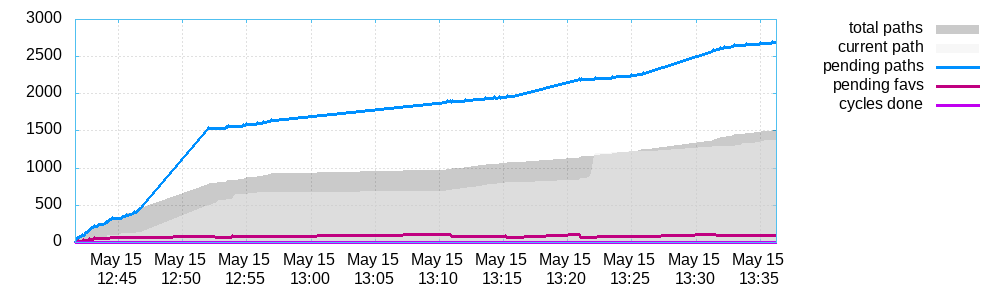 3000
2500
2000
1500
1000
500
0
May 15 May 15 May 15 May 15 May 15 May 15 May 15 May 15 May 15 May 15 May 15
12:45 12:50 12:55 13:00 13:05 13:10 13:15 13:20 13:25 13:30 13:35
total paths
current path
pending paths
pending favs
cycles done